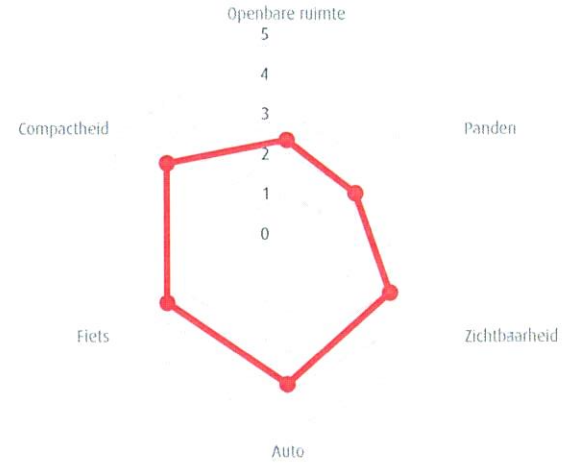 Openbare ruimte
5
4
3
2
1
0
Compactheid
Panden
Fiets
Zichtbaarheid
Auto